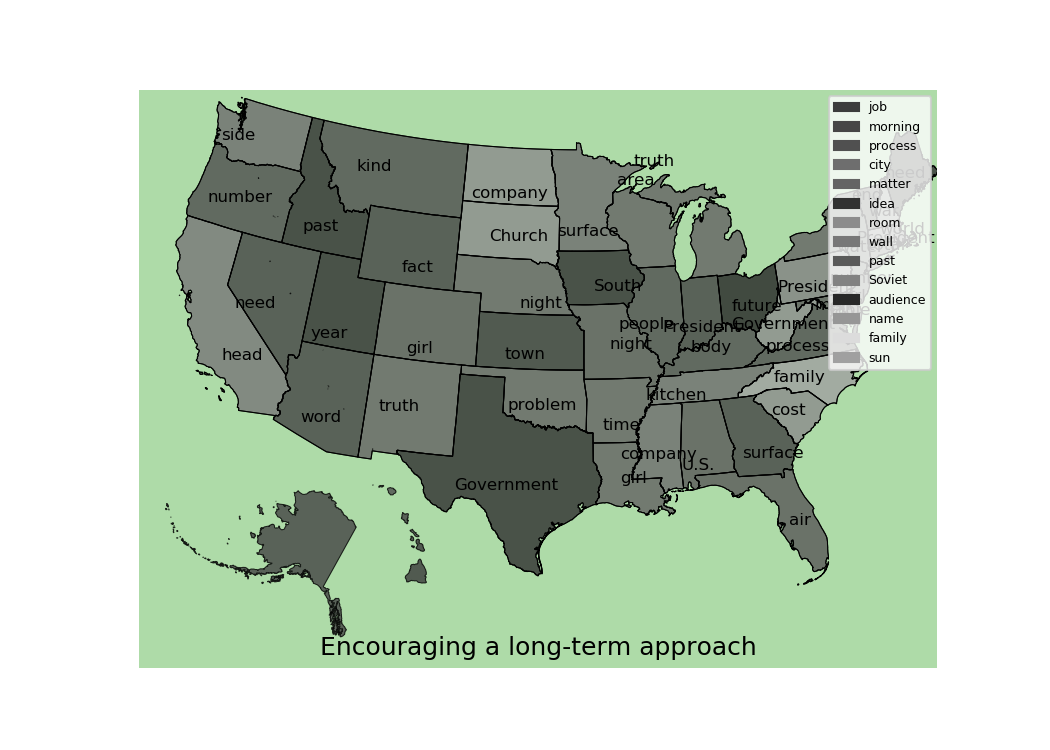 side
number
kind
past
fact
need
year
head
girl
word
truth
company
Church
night
town
problem
Government
truth
area
surface
South
people
night
President
body
future
Government
process
kitchen
family
time
cost
company
U.S.
girl
surface
air
President
need
job
morning
process
city
matter
idea
room
wall
past
Soviet
audience
name
family
sun
Encouraging a long-term approach